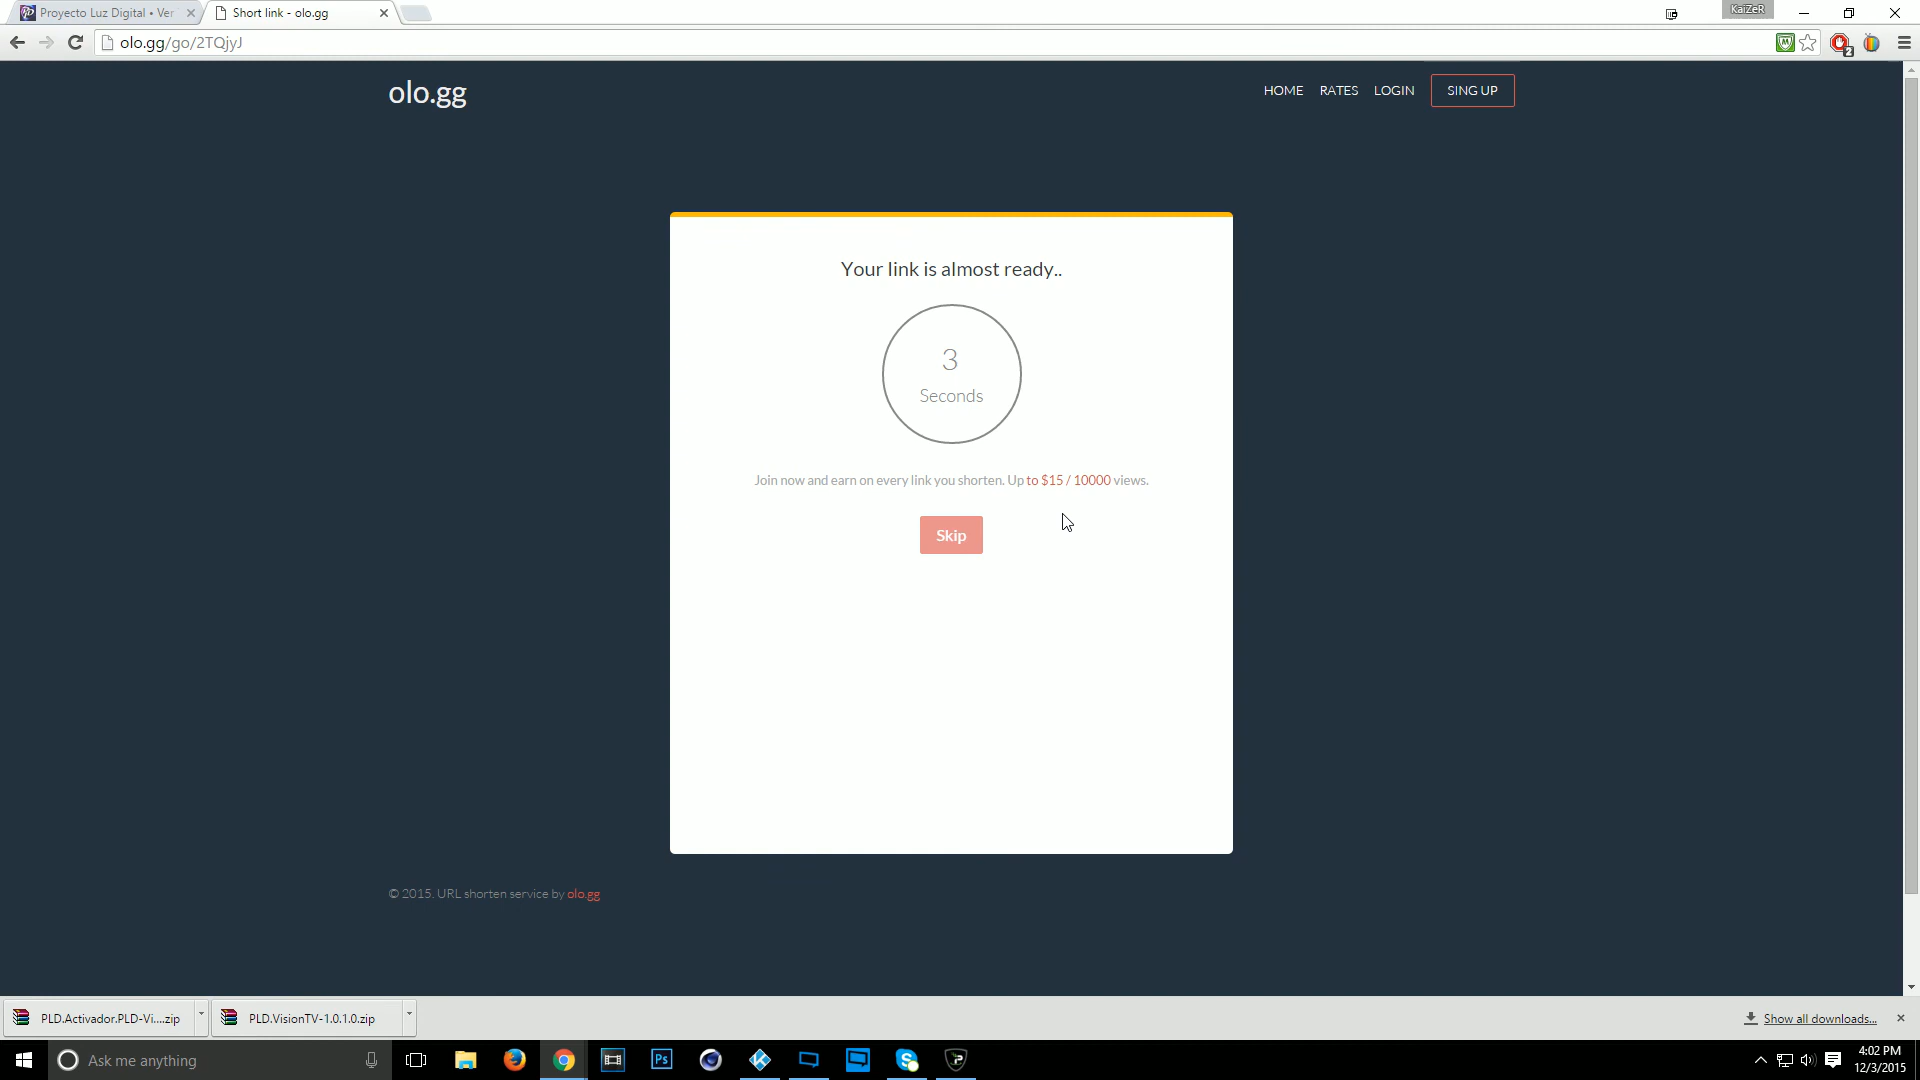 Proyecto Luz Digital • Ver
Short link - olo.gg
KaiZeR
olo.gg/go/2TQjyJ
2
olo.gg
HOME
RATES
LOGIN
SING UP
Your link is almost ready..
3
Seconds
Join now and earn on every link you shorten. Up to $15 / 10000 views.
Skip
© 2015. URL shorten service by olo.gg
PLD.Activador.PLD-Vi....zip
PLD.VisionTV-1.0.1.0.zip
Show all downloads...
Ask me anything
Ps
4:02 PM
12/3/2015